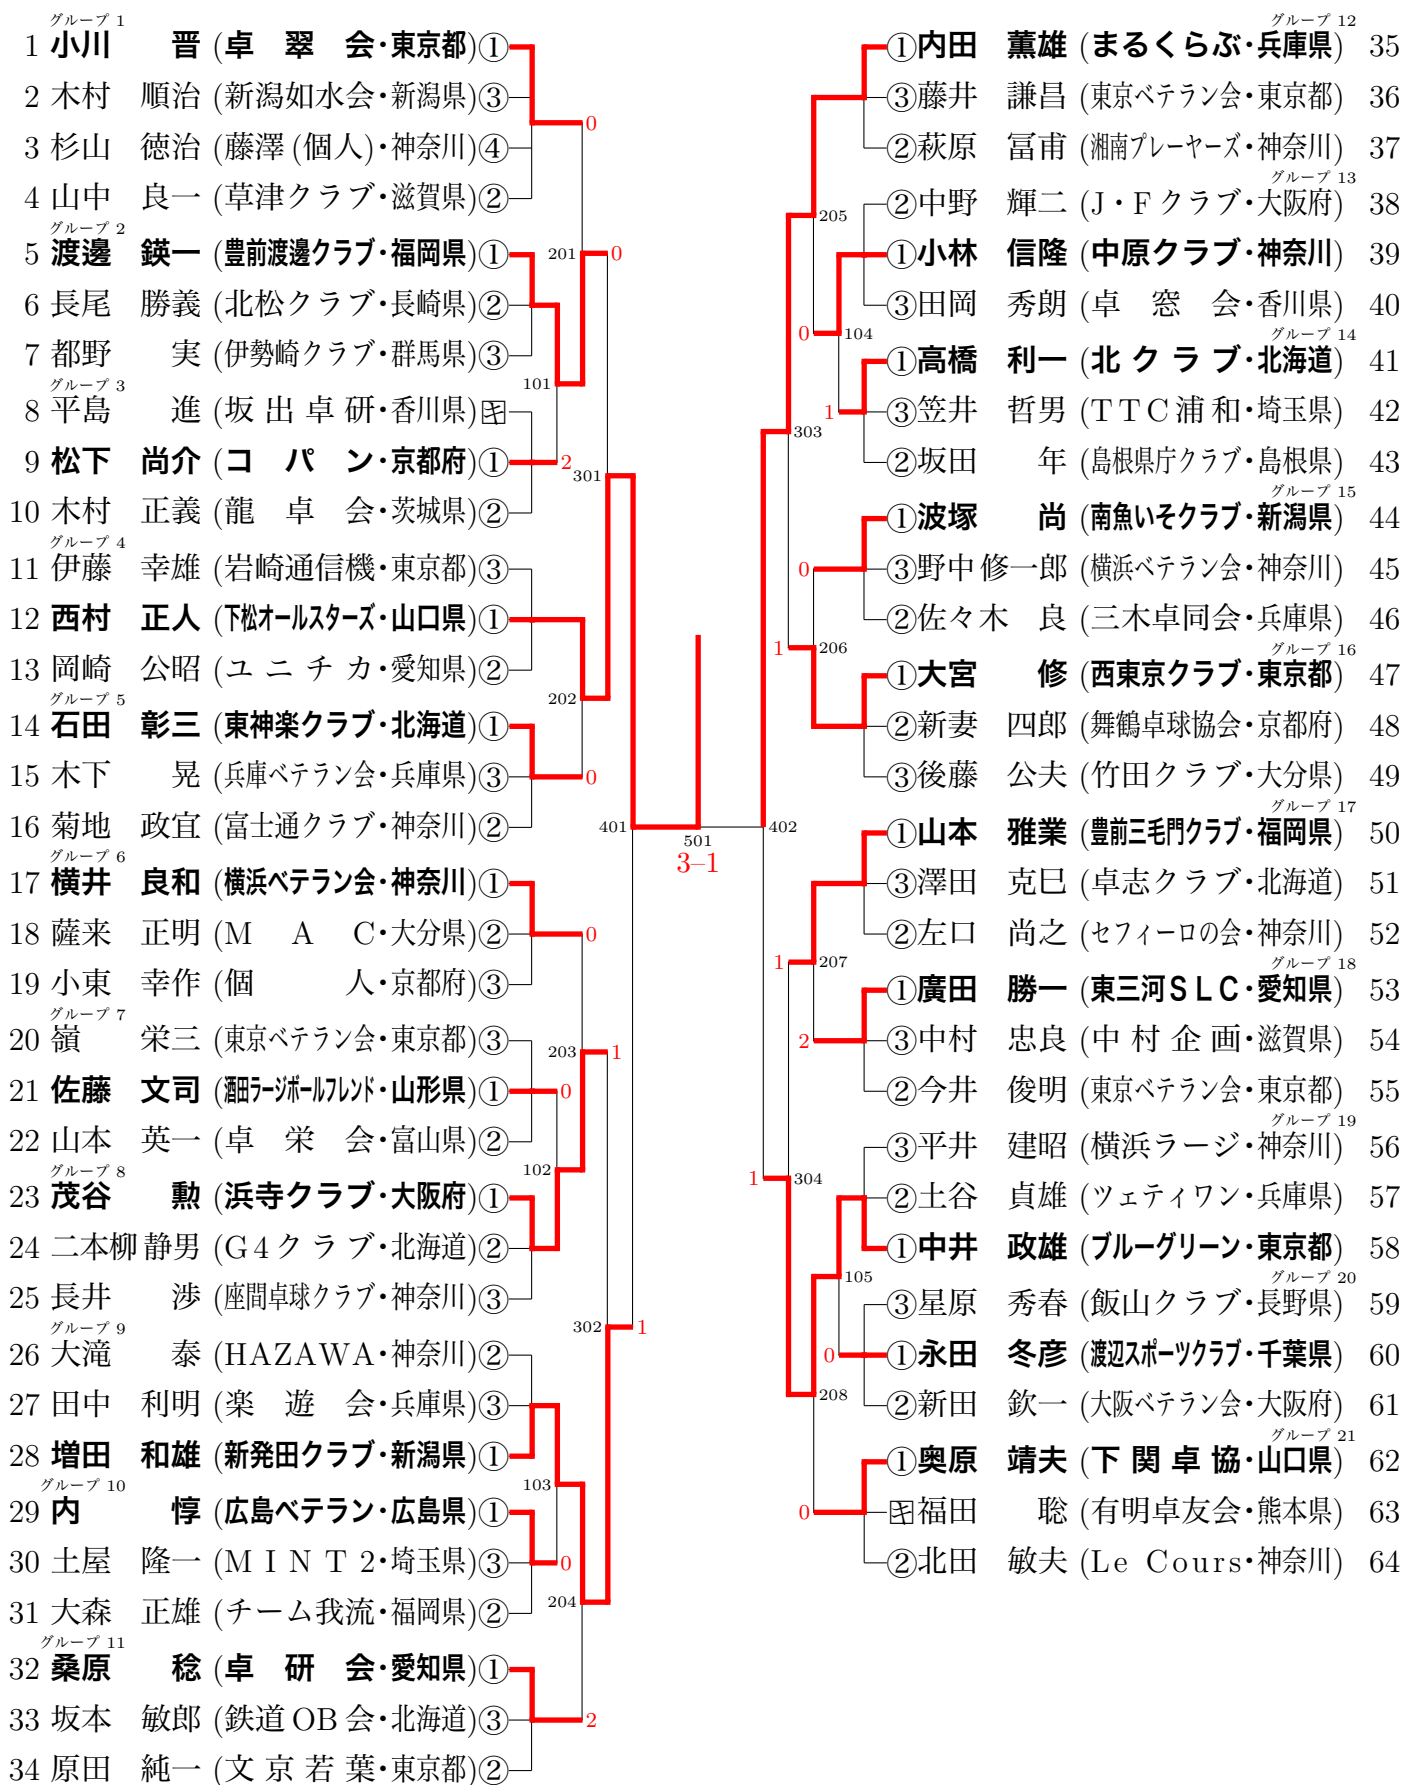 グループ 1
1 小川 晋 (卓翠会・東京都)①
2 木村 順治 (新潟如水会・新潟県)③
3 杉山 徳治 (藤澤(個人)・神奈川)④
4 山中 良一 (草津クラブ・滋賀県)②
グループ 2
5 渡邊 鍈一 (豊前渡邊クラブ・福岡県)①
6 長尾 勝義 (北松クラブ・長崎県)②
7 都野 実 (伊勢崎クラブ・群馬県)③
グループ 3
8 平島 進 (坂出卓研・香川県)キ
9 松下 尚介 (コパン・京都府)①
10 木村 正義 (龍卓会・茨城県)②
グループ 4
11 伊藤 幸雄 (岩崎通信機・東京都)③
12 西村 正人 (下松オールスターズ・山口県)①
13 岡崎 公昭 (ユニチカ・愛知県)②
グループ 5
14 石田 彰三 (東神楽クラブ・北海道)①
15 木下 晃 (兵庫ベテラン会・兵庫県)③
16 菊地 政宜 (富士通クラブ・神奈川)②
グループ 6
17 横井 良和 (横浜ベテラン会・神奈川)①
18 薩来 正明 (MAC・大分県)②
19 小東 幸作 (個人・京都府)③
グループ 7
20 嶺 栄三 (東京ベテラン会・東京都)③
21 佐藤 文司 (酒田ラージボールフレンド・山形県)①
22 山本 英一 (卓栄会・富山県)②
グループ 8
23 茂谷 勲 (浜寺クラブ・大阪府)①
24 二本柳 静男 (G4クラブ・北海道)②
25 長井 渉 (座間卓球クラブ・神奈川)③
グループ 9
26 大滝 泰 (HAZAWA・神奈川)②
27 田中 利明 (楽遊会・兵庫県)③
28 増田 和雄 (新発田クラブ・新潟県)①
グループ 10
29 内 惇 (広島ベテラン・広島県)①
30 土屋 隆一 (MINT2・埼玉県)③
31 大森 正雄 (チーム我流・福岡県)②
グループ 11
32 桑原 稔 (卓研会・愛知県)①
33 坂本 敏郎 (鉄道OB会・北海道)③
34 原田 純一 (文京若葉・東京都)②
0
201
0
101
2
301
202
0
401
0
203
1
0
102
302
1
103
0
204
2
501
3–1
402
205
0
104
1
303
0
1
206
1
207
2
1
304
105
0
208
0
グループ 12
①内田 薫雄 (まるくらぶ・兵庫県) 35
③藤井 謙昌 (東京ベテラン会・東京都) 36
②萩原 冨甫 (湘南プレーヤーズ・神奈川) 37
グループ 13
②中野 輝二 (J・Fクラブ・大阪府) 38
①小林 信隆 (中原クラブ・神奈川) 39
③田岡 秀朗 (卓窓会・香川県) 40
グループ 14
①高橋 利一 (北クラブ・北海道) 41
③笠井 哲男 (TTC浦和・埼玉県) 42
②坂田 年 (島根県庁クラブ・島根県) 43
グループ 15
①波塚 尚 (南魚いそクラブ・新潟県) 44
③野中 修一郎 (横浜ベテラン会・神奈川) 45
②佐々木 良 (三木卓同会・兵庫県) 46
グループ 16
①大宮 修 (西東京クラブ・東京都) 47
②新妻 四郎 (舞鶴卓球協会・京都府) 48
③後藤 公夫 (竹田クラブ・大分県) 49
グループ 17
①山本 雅業 (豊前三毛門クラブ・福岡県) 50
③澤田 克巳 (卓志クラブ・北海道) 51
②左口 尚之 (セフィーロの会・神奈川) 52
グループ 18
①廣田 勝一 (東三河SLC・愛知県) 53
③中村 忠良 (中村企画・滋賀県) 54
②今井 俊明 (東京ベテラン会・東京都) 55
グループ 19
③平井 建昭 (横浜ラージ・神奈川) 56
②土谷 貞雄 (ツェティワン・兵庫県) 57
①中井 政雄 (ブルーグリーン・東京都) 58
グループ 20
③星原 秀春 (飯山クラブ・長野県) 59
①永田 冬彦 (渡辺スポーツクラブ・千葉県) 60
②新田 欽一 (大阪ベテラン会・大阪府) 61
グループ 21
①奥原 靖夫 (下関卓協・山口県) 62
キ福田 聡 (有明卓友会・熊本県) 63
②北田 敏夫 (Le Cours・神奈川) 64